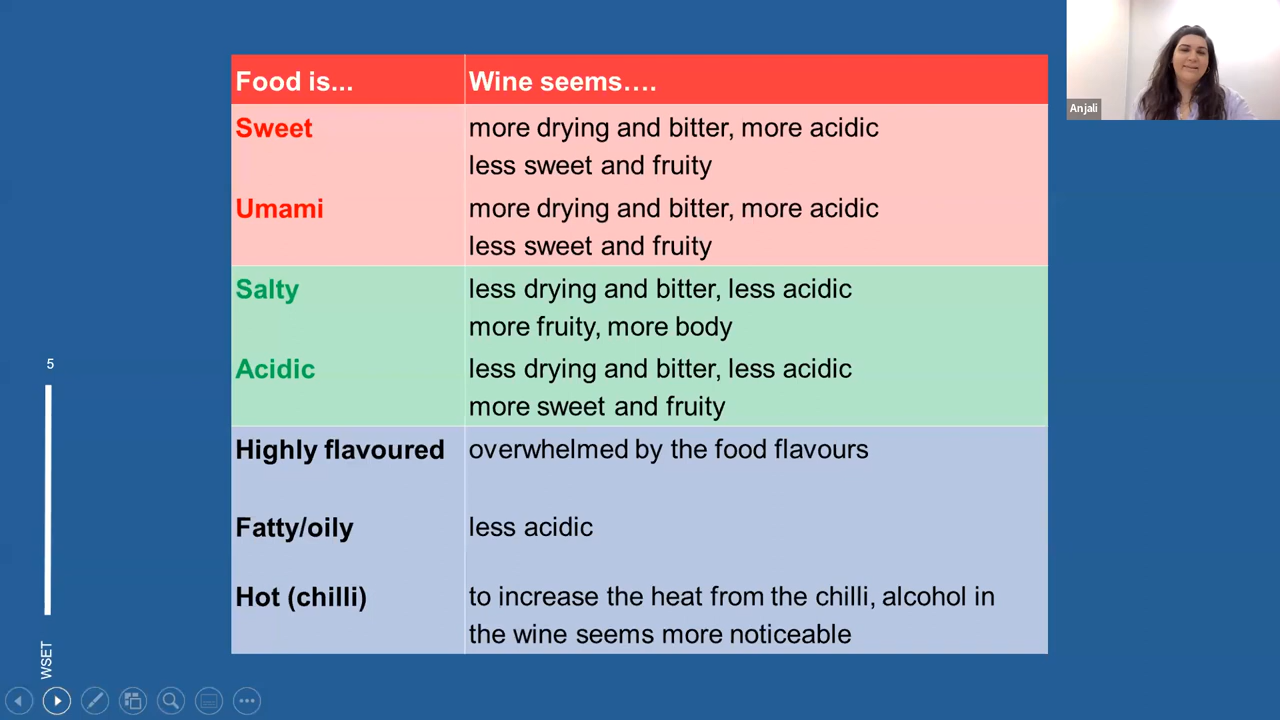 Food is...
Wine seems….
Sweet
more drying and bitter, more acidic
less sweet and fruity
Umami
more drying and bitter, more acidic
less sweet and fruity
Salty
less drying and bitter, less acidic
more fruity, more body
Acidic
less drying and bitter, less acidic
more sweet and fruity
Highly flavoured
overwhelmed by the food flavours
Fatty/oily
less acidic
Hot (chilli)
to increase the heat from the chilli, alcohol in
the wine seems more noticeable
Anjali
5
WSET